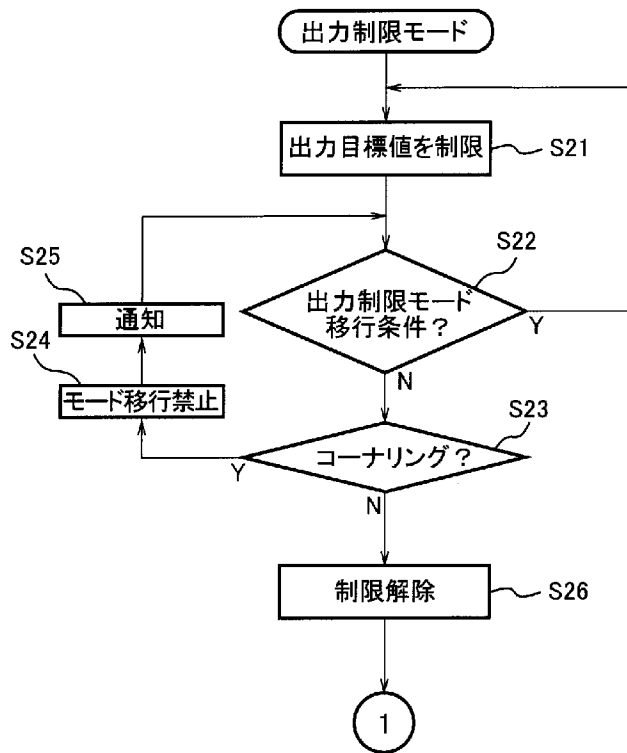 出力制限モード
出力目標値を制限
S21
S22
出力制限モード
移行条件？
Y
N
S25
通知
S24
モード移行禁止
S23
コーナリング？
Y
N
制限解除
S26
1